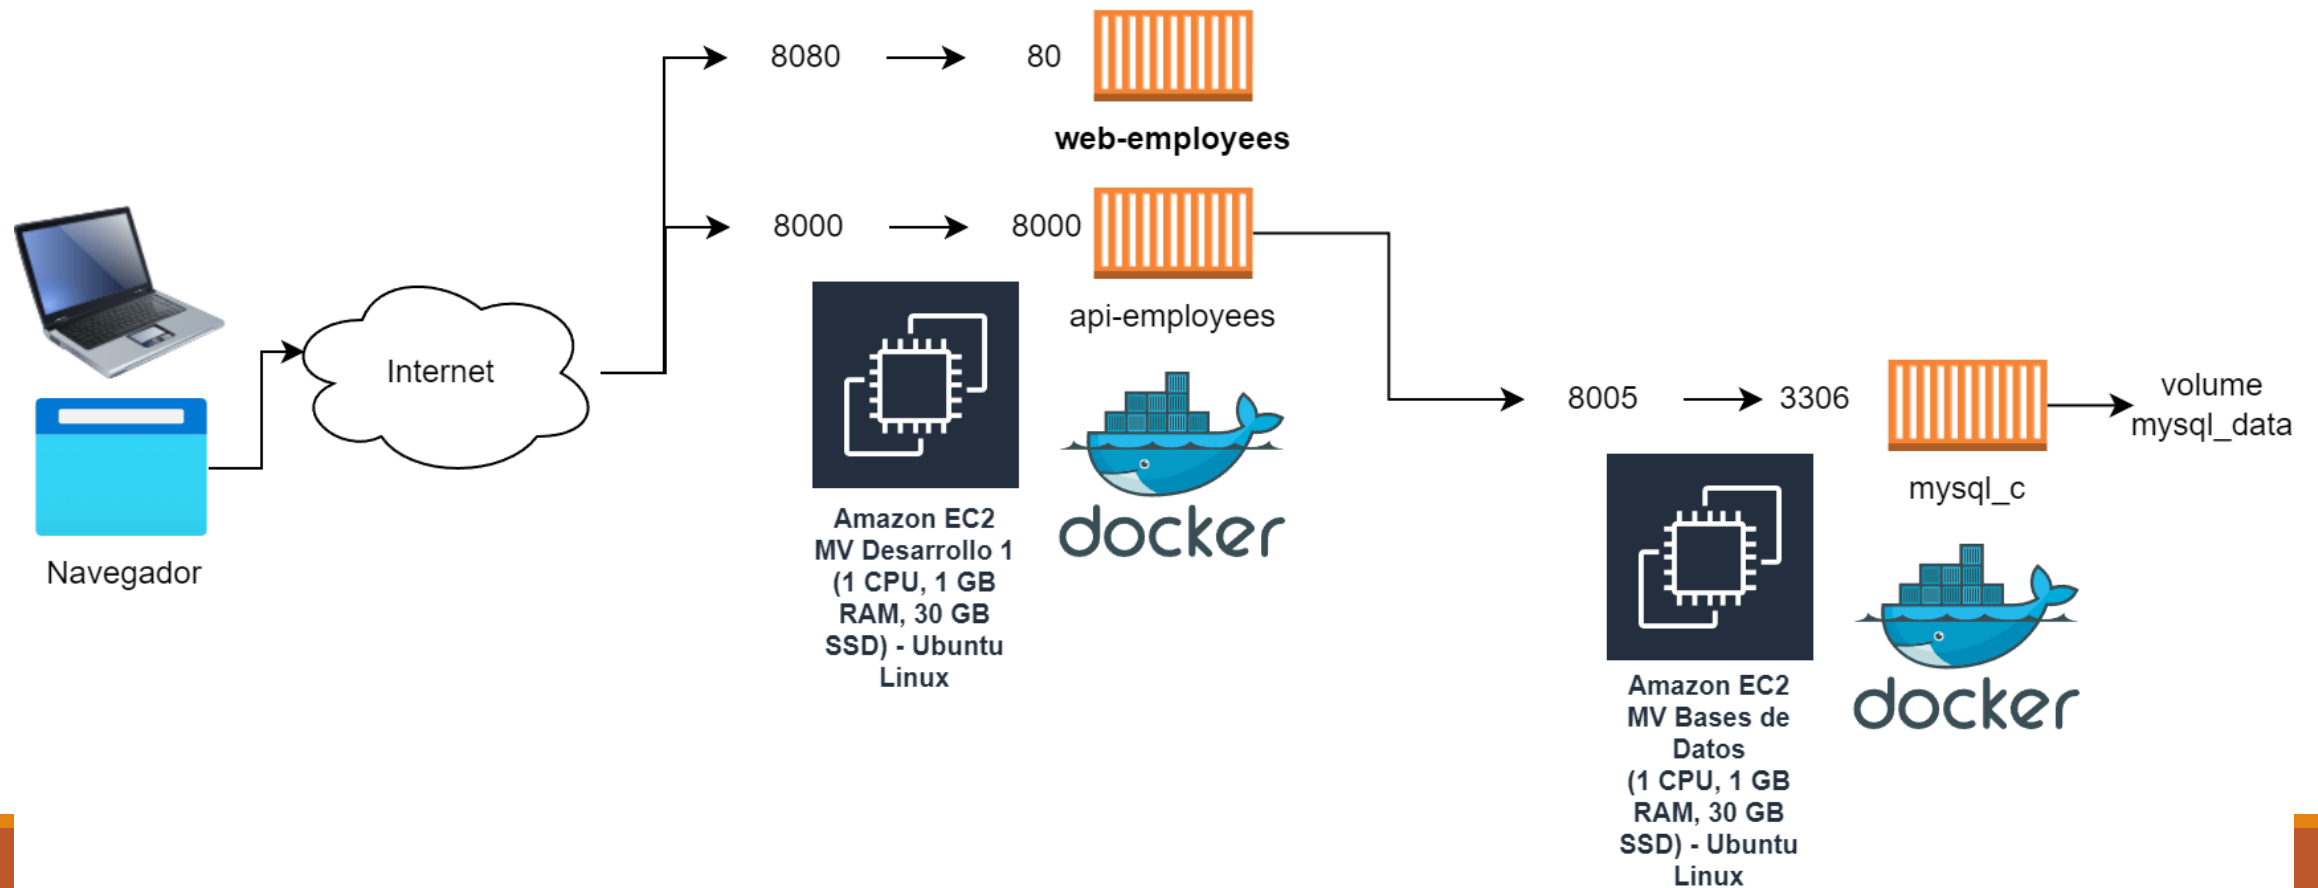 8080
80
web-employees
8000
8000
api-employees
Internet
Navegador
Amazon EC2
MV Desarrollo 1
(1 CPU, 1 GB
RAM, 30 GB
SSD) - Ubuntu
Linux
docker
8005
3306
mysql_c
volume
mysql_data
Amazon EC2
MV Bases de
Datos
(1 CPU, 1 GB
RAM, 30 GB
SSD) - Ubuntu
Linux
docker